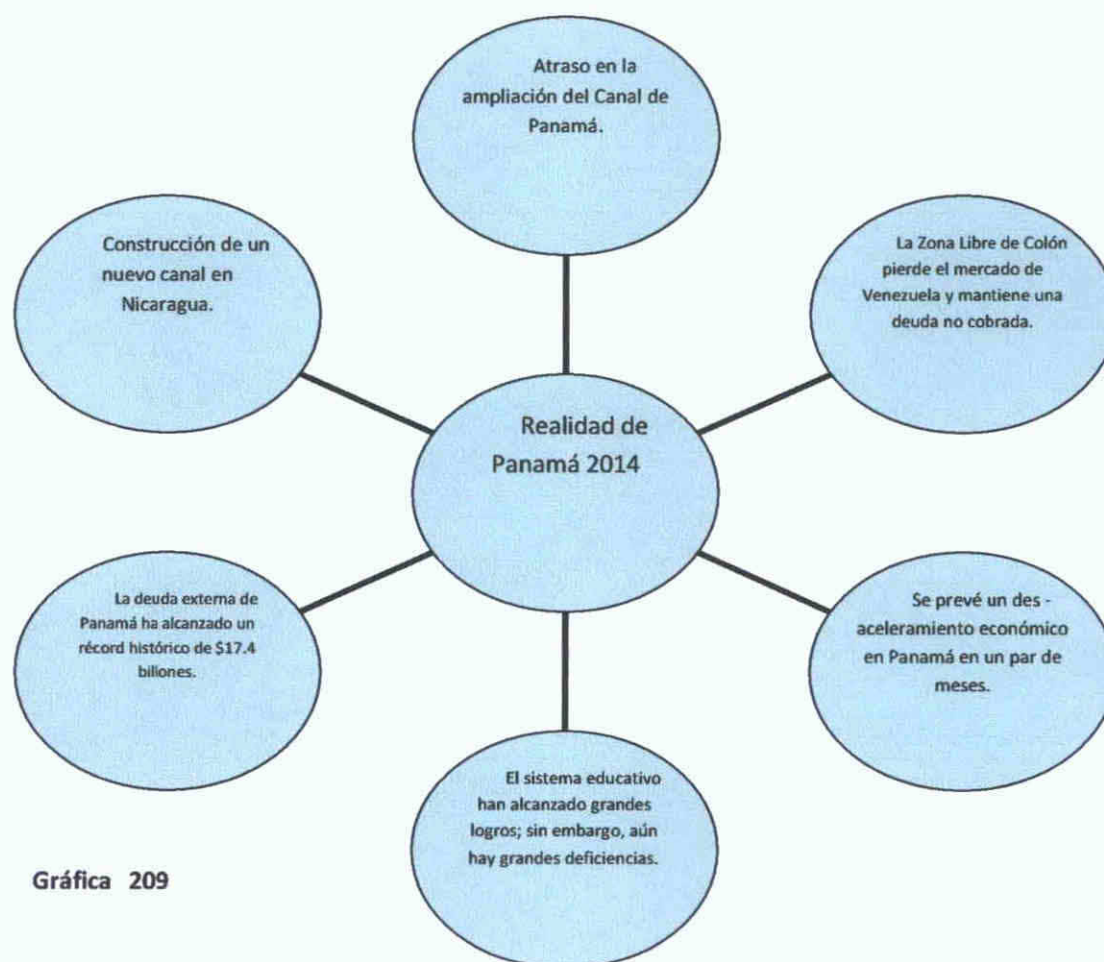 Atraso en la
ampliación del Canal de
Panamá.
Construcción de un
nuevo canal en
Nicaragua.
La Zona Libre de Colón
pierde el mercado de
Venezuela y mantiene una
deuda no cobrada.
Realidad de
Panamá 2014
La deuda externa de
Panamá ha alcanzado un
récord histórico de $17.4
biliones.
Se prevé un des -
aceleramiento económico
en Panamá en un par de
meses.
El sistema educativo
han alcanzado grandes
logros; sin embargo, aún
hay grandes deficiencias.
Gráfica 209